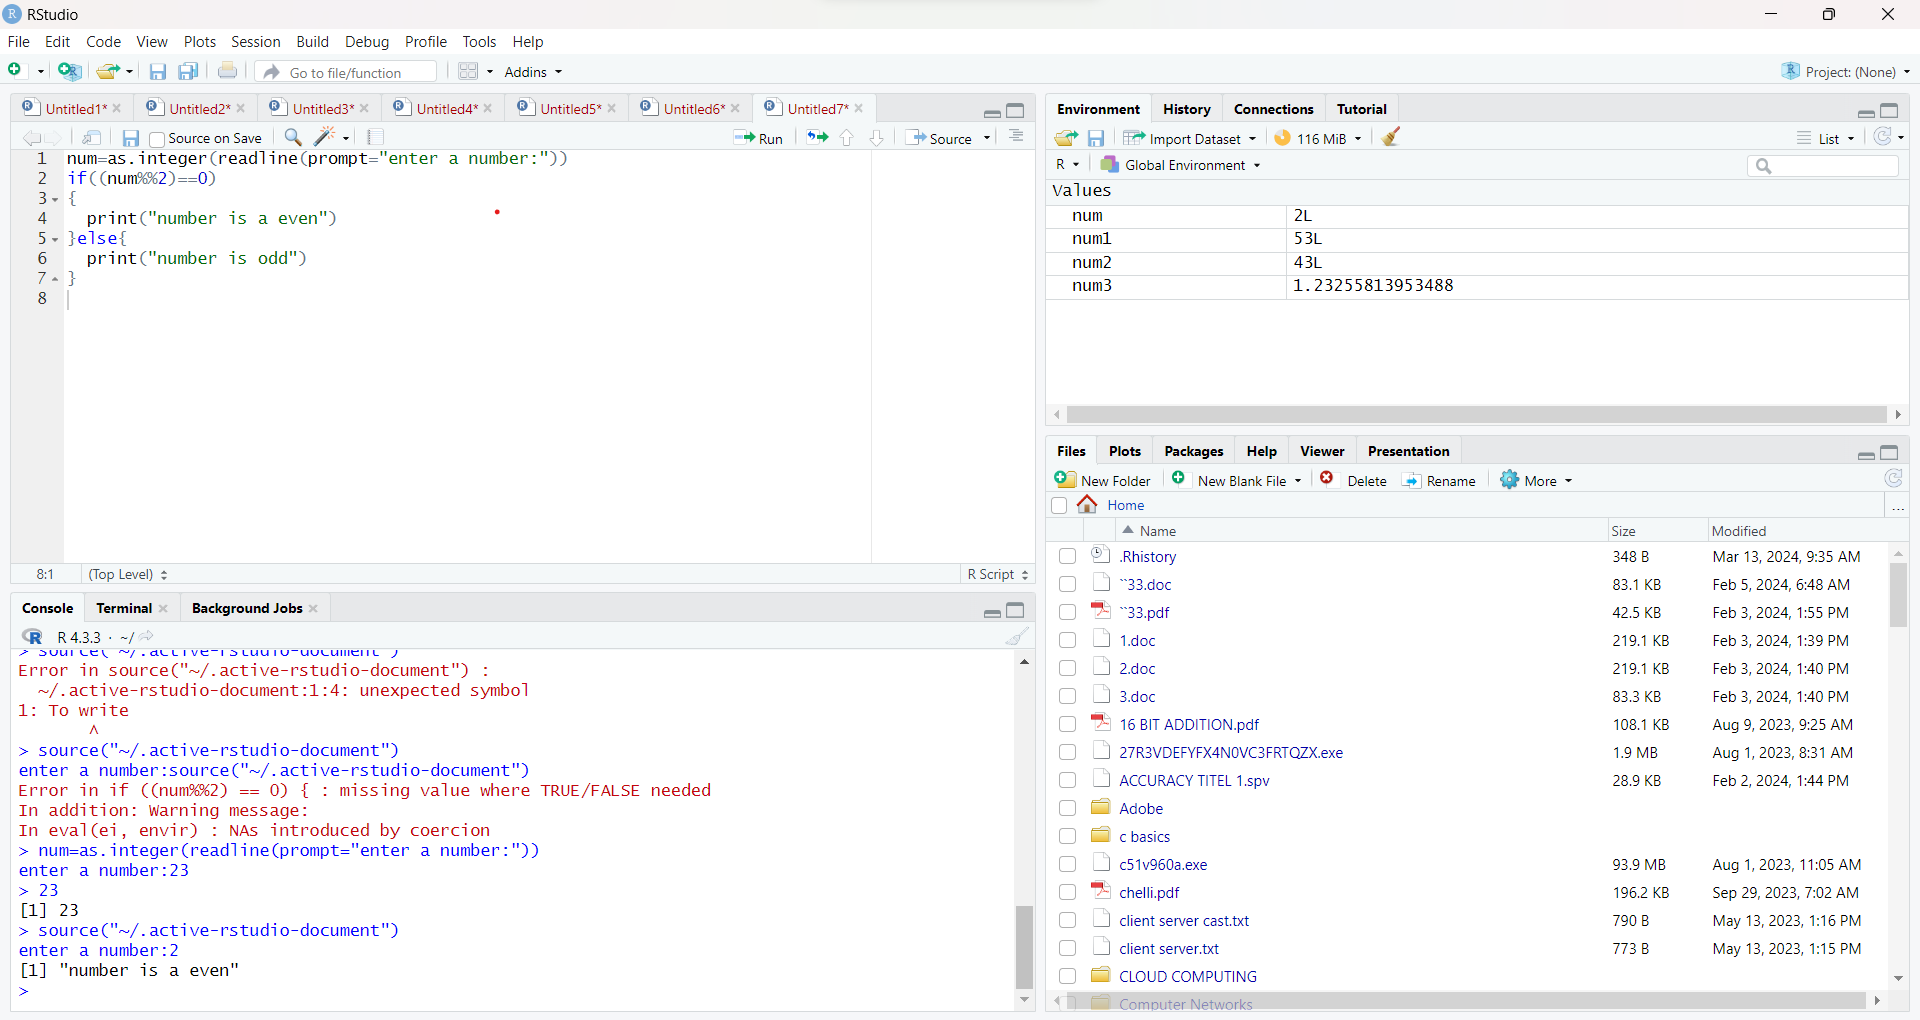 RStudio
File Edit Code View Plots Session Build Debug Profile Tools Help
Go to file/function Addins Project: (None)
Untitled1* Untitled2* Untitled3* Untitled4* Untitled5* Untitled6* Untitled7*
Source on Save Run Source
1 num=as.integer(readline(prompt="enter a number:"))
2 if((num%%2)==0)
3 {
4 print("number is a even")
5 }else{
6 print("number is odd")
7 }
8
8:1 (Top Level) R Script
Console Terminal Background Jobs
R 4.3.3 · ~/
> source("~/.active-rstudio-document")
Error in source("~/.active-rstudio-document") :
~/.active-rstudio-document:1:4: unexpected symbol
1: To write
^
> source("~/.active-rstudio-document")
enter a number:source("~/.active-rstudio-document")
Error in if ((num%%2) == 0) { : missing value where TRUE/FALSE needed
In addition: Warning message:
In eval(ei, envir) : NAs introduced by coercion
> num=as.integer(readline(prompt="enter a number:"))
enter a number:23
> 23
[1] 23
> source("~/.active-rstudio-document")
enter a number:2
[1] "number is a even"
>
Environment History Connections Tutorial
Import Dataset 116 MiB List
R Global Environment
Values
num 2L
num1 53L
num2 43L
num3 1.23255813953488
Files Plots Packages Help Viewer Presentation
New Folder New Blank File Delete Rename More
Home ...
Name Size Modified
.Rhistory 348 B Mar 13, 2024, 9:35 AM
``33.doc 83.1 KB Feb 5, 2024, 6:48 AM
``33.pdf 42.5 KB Feb 3, 2024, 1:55 PM
1.doc 219.1 KB Feb 3, 2024, 1:39 PM
2.doc 219.1 KB Feb 3, 2024, 1:40 PM
3.doc 83.3 KB Feb 3, 2024, 1:40 PM
16 BIT ADDITION.pdf 108.1 KB Aug 9, 2023, 9:25 AM
27R3VDEFYFX4N0VC3FRTQZX.exe 1.9 MB Aug 1, 2023, 8:31 AM
ACCURACY TITEL 1.spv 28.9 KB Feb 2, 2024, 1:44 PM
Adobe
c basics
c51v960a.exe 93.9 MB Aug 1, 2023, 11:05 AM
chelli.pdf 196.2 KB Sep 29, 2023, 7:02 AM
client server cast.txt 790 B May 13, 2023, 1:16 PM
client server.txt 773 B May 13, 2023, 1:15 PM
CLOUD COMPUTING
Computer Networks